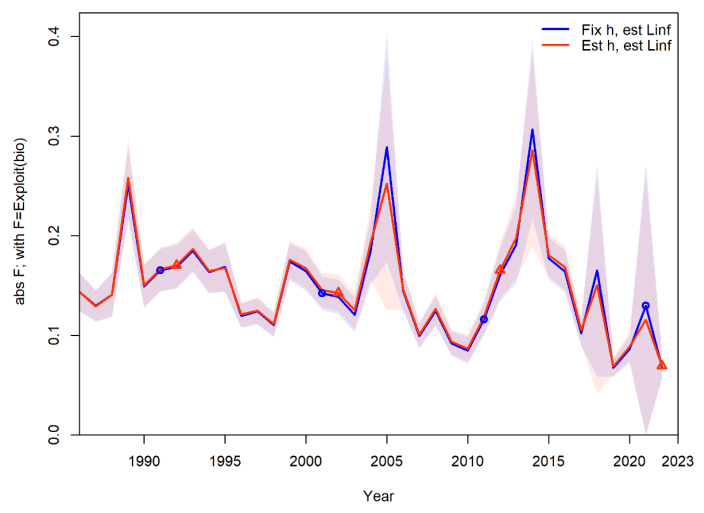 Fix h, est Linf
Est h, est Linf
abs F; with F=Exploit(bio)
0.4
0.3
0.2
0.1
0.0
1990 1995 2000 2005 2010 2015 2020 2023
Year